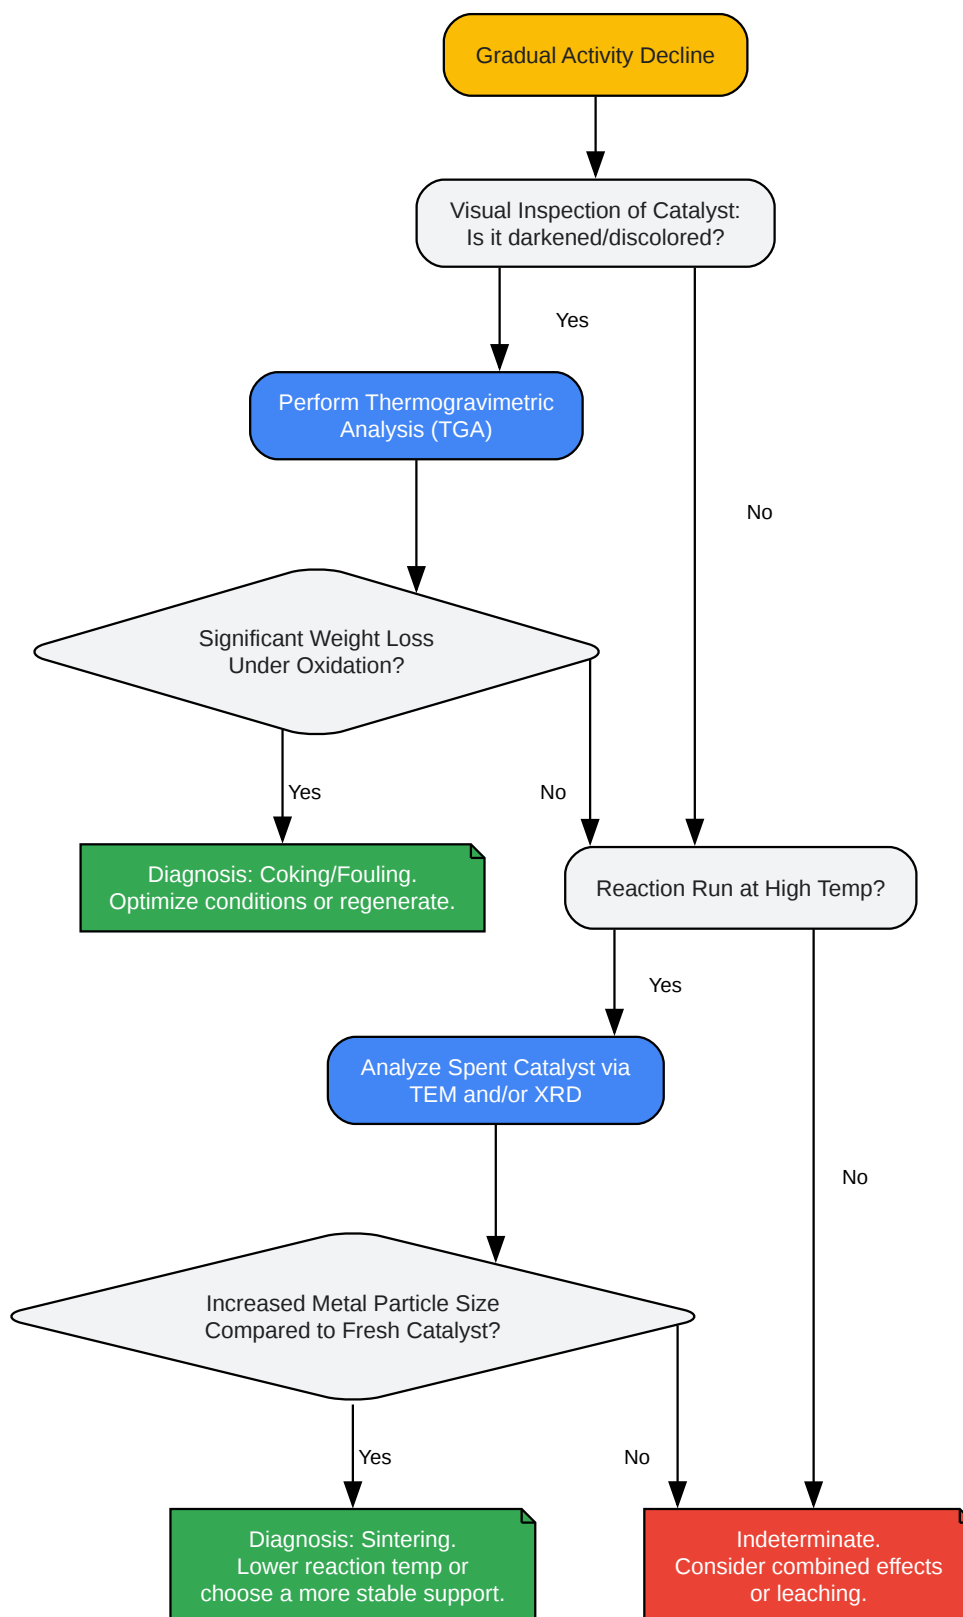 Gradual Activity Decline
Visual Inspection of Catalyst:
Is it darkened/discolored?
Yes
Perform Thermogravimetric
Analysis (TGA)
No
Significant Weight Loss
Under Oxidation?
Yes
No
Diagnosis: Coking/Fouling.
Optimize conditions or regenerate.
Reaction Run at High Temp?
Yes
Analyze Spent Catalyst via
TEM and/or XRD
No
Increased Metal Particle Size
Compared to Fresh Catalyst?
Yes
No
Diagnosis: Sintering.
Lower reaction temp or
choose a more stable support.
Indeterminate.
Consider combined effects
or leaching.